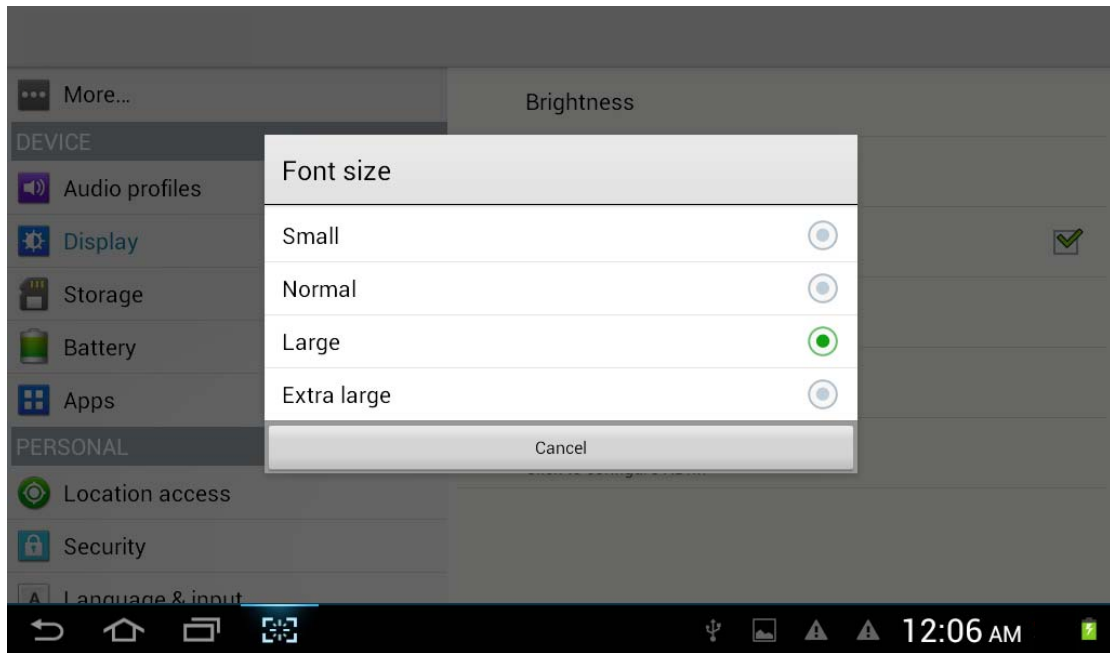 More...
DEVICE
Audio profiles
Display
Storage
Battery
Apps
PERSONAL
Location access
Security
Language & input
Brightness
Font size
Small
Normal
Large
Extra large
Cancel
12:06 AM